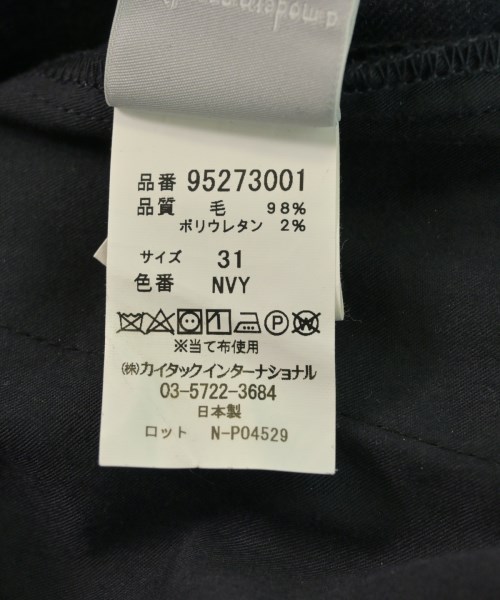 品番 95273001
品質 毛 98%
ポリウレタン 2%
サイズ 31
色番 NVY
※当て布使用
(株)カイタックインターナショナル
03-5722-3684
日本製
ロット N-P04529